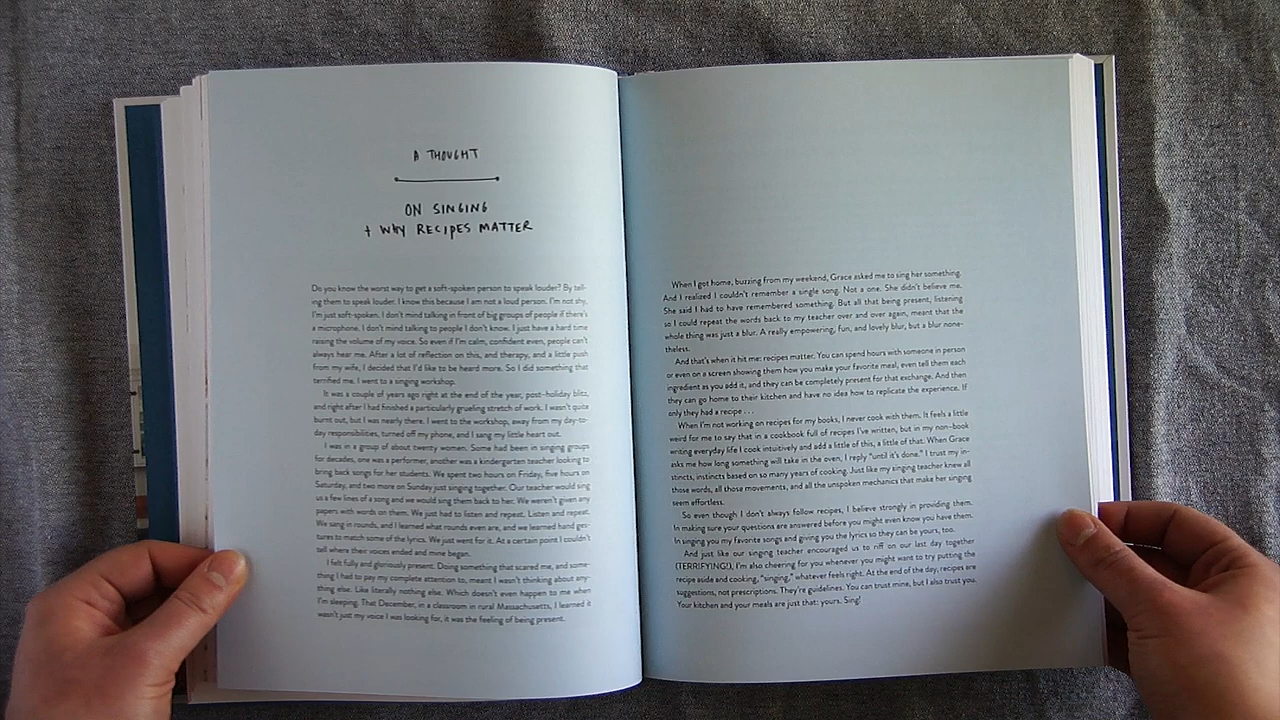 A THOUGHT
ON SINGING
+ WHY RECIPES MATTER
Do you know the worst way to get a soft-spoken person to speak louder? By tell-
ing them to speak louder. I know this because I am not a loud person. I'm not shy,
I'm just soft-spoken. I don't mind talking in front of big groups of people if there's
a microphone. I don't mind talking to people I don't know. I just have a hard time
raising the volume of my voice. So even if I'm calm, confident even, people can't
always hear me. After a lot of reflection on this, and therapy, and a little push
from my wife, I decided that I'd like to be heard more. So I did something that
terrified me. I went to a singing workshop.
It was a couple of years ago right at the end of the year, post-holiday blitz,
and right after I had finished a particularly grueling stretch of work. I wasn't quite
burnt out, but I was nearly there. I went to the workshop, away from my day-to-
day responsibilities, turned off my phone, and I sang my little heart out.
I was in a group of about twenty women. Some had been in singing groups
for decades, one was a performer, another was a kindergarten teacher looking to
bring back songs for her students. We spent two hours on Friday, five hours on
Saturday, and two more on Sunday just singing together. Our teacher would sing
us a few lines of a song and we would sing them back to her. We weren't given any
papers with words on them. We just had to listen and repeat. Listen and repeat.
We sang in rounds, and I learned what rounds even are, and we learned hand ges-
tures to match some of the lyrics. We just went for it. At a certain point I couldn't
tell where their voices ended and mine began.
I felt fully and gloriously present. Doing something that scared me, and some-
thing I had to pay my complete attention to, meant I wasn't thinking about any-
thing else. Like literally nothing else. Which doesn't even happen to me when
I'm sleeping. That December, in a classroom in rural Massachusetts, I learned it
wasn't just my voice I was looking for, it was the feeling of being present.
When I got home, buzzing from my weekend, Grace asked me to sing her something.
And I realized I couldn't remember a single song. Not a one. She didn't believe me.
She said I had to have remembered something. But all that being present, listening
so I could repeat the words back to my teacher over and over again, meant that the
whole thing was just a blur. A really empowering, fun, and lovely blur, but a blur none-
theless.
And that's when it hit me: recipes matter. You can spend hours with someone in person
or even on a screen showing them how you make your favorite meal, even tell them each
ingredient as you add it, and they can be completely present for that exchange. And then
they can go home to their kitchen and have no idea how to replicate the experience. If
only they had a recipe . . .
When I'm not working on recipes for my books, I never cook with them. It feels a little
weird for me to say that in a cookbook full of recipes I've written, but in my non-book
writing everyday life I cook intuitively and add a little of this, a little of that. When Grace
asks me how long something will take in the oven, I reply "until it's done." I trust my in-
stincts, instincts based on so many years of cooking. Just like my singing teacher knew all
those words, all those movements, and all the unspoken mechanics that make her singing
seem effortless.
So even though I don't always follow recipes, I believe strongly in providing them.
In making sure your questions are answered before you might even know you have them.
In singing you my favorite songs and giving you the lyrics so they can be yours, too.
And just like our singing teacher encouraged us to riff on our last day together
(TERRIFYING!), I'm also cheering for you whenever you might want to try putting the
recipe aside and cooking, "singing," whatever feels right. At the end of the day, recipes are
suggestions, not prescriptions. They're guidelines. You can trust mine, but I also trust you.
Your kitchen and your meals are just that: yours. Sing!